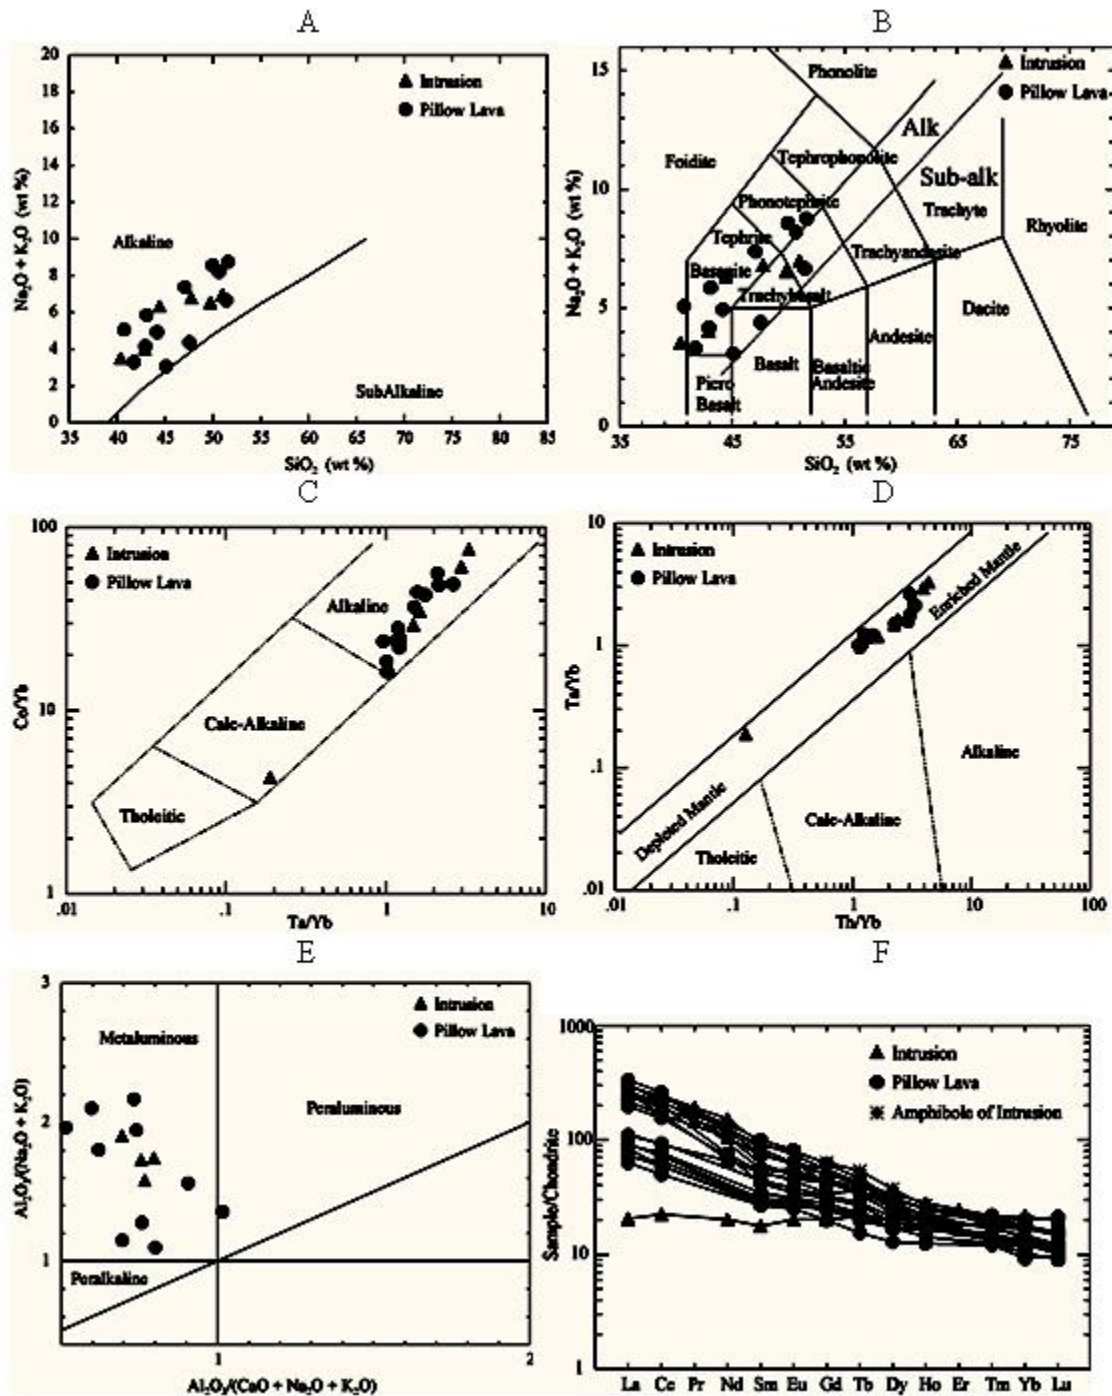 A
20
18
16
14
12
10
8
6
4
2
0
Na₂O + K₂O (wt %)
Intrusion
Pillow Lava
Alkaline
SubAlkaline
35 40 45 50 55 60 65 70 75 80 85
SiO₂ (wt %)
B
15
10
5
0
Na₂O + K₂O (wt %)
Intrusion
Pillow Lava
Phonolite
Alk
Foidite
Tephrophonolite
Sub-alk
Phonotephrite
Trachyte
Rhyolite
Tephrite
Trachyandesite
Basanite
Trachybasalt
Dacite
Andesite
Basalt
Basaltic
Andesite
Piero
Basalt
35 45 55 65 75
SiO₂ (wt %)
C
100
10
1
Ce/Yb
Intrusion
Pillow Lava
Alkaline
Calc-Alkaline
Tholeitic
.01 .1 1 10
Ta/Yb
D
10
1
.1
.01
Ta/Yb
Intrusion
Pillow Lava
Enriched Mantle
Depleted Mantle
Alkaline
Calc-Alkaline
Tholeitic
.01 .1 1 10 100
Th/Yb
E
3
2
1
Al₂O₃/(Na₂O + K₂O)
Intrusion
Pillow Lava
Metaluminous
Peraluminous
Peralkaline
1 2
Al₂O₃/(CaO + Na₂O + K₂O)
F
1000
100
10
1
Sample/Chondrite
Intrusion
Pillow Lava
Amphibole of Intrusion
La Ce Pr Nd Sm Eu Gd Tb Dy Ho Er Tm Yb Lu